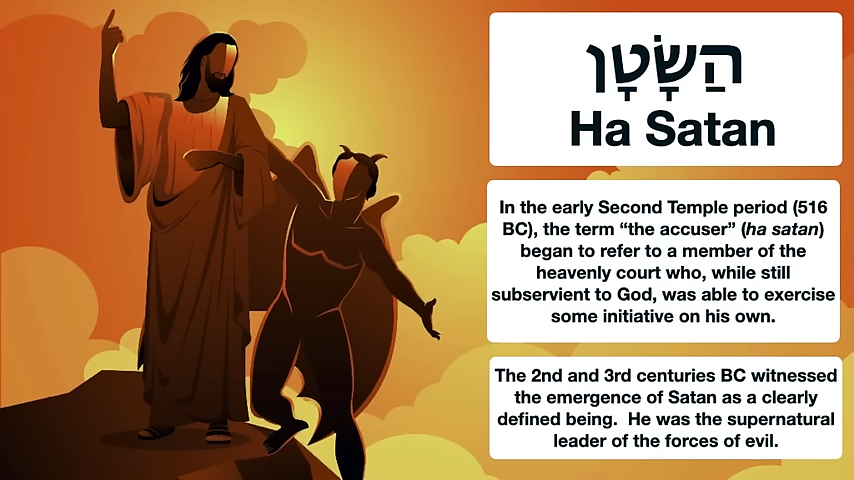 הַשָּׂטָן
Ha Satan
In the early Second Temple period (516
BC), the term “the accuser” (ha satan)
began to refer to a member of the
heavenly court who, while still
subservient to God, was able to exercise
some initiative on his own.
The 2nd and 3rd centuries BC witnessed
the emergence of Satan as a clearly
defined being.  He was the supernatural
leader of the forces of evil.